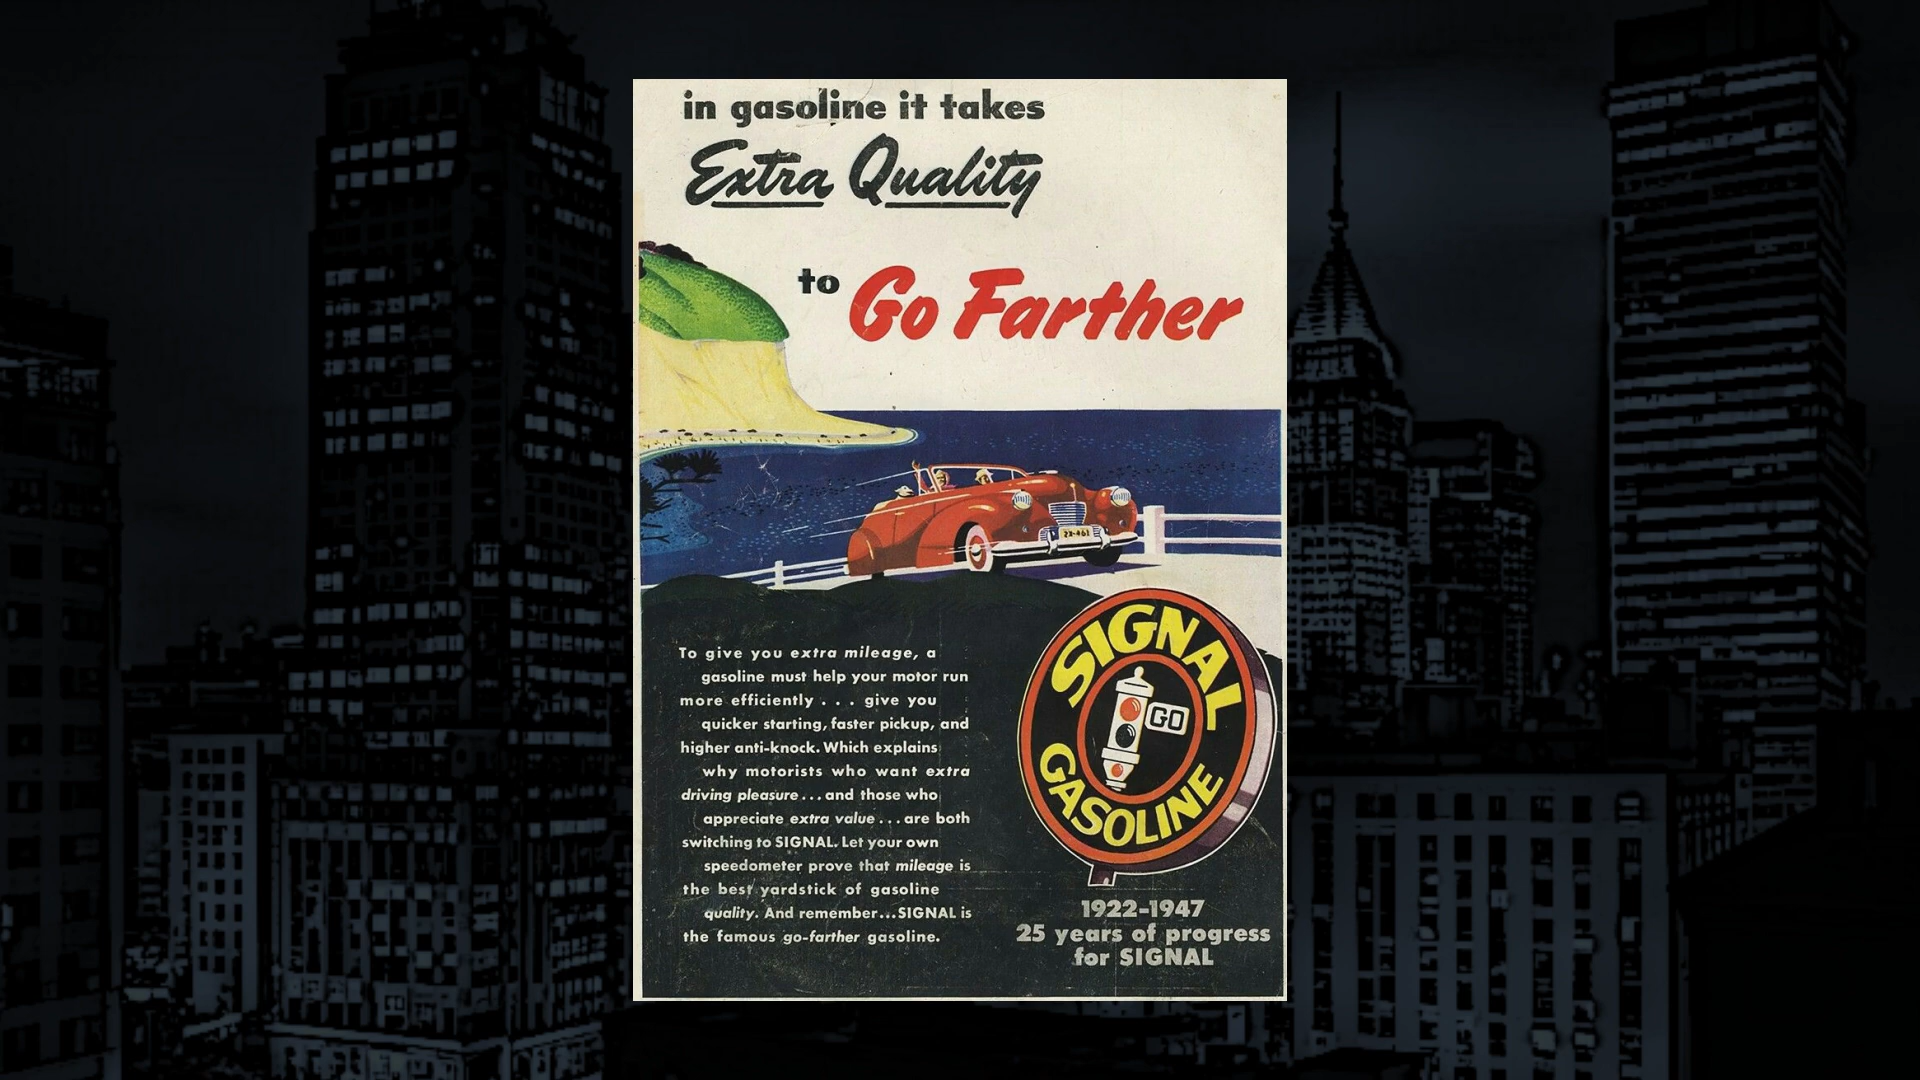 in gasoline it takes
Extra Quality
to Go Farther
To give you extra mileage, a
gasoline must help your motor run
more efficiently . . . give you
quicker starting, faster pickup, and
higher anti-knock. Which explains
why motorists who want extra
driving pleasure . . . and those who
appreciate extra value . . . are both
switching to SIGNAL. Let your own
speedometer prove that mileage is
the best yardstick of gasoline
quality. And remember...SIGNAL is
the famous go-farther gasoline.
SIGNAL
GO
GASOLINE
1922-1947
25 years of progress
for SIGNAL